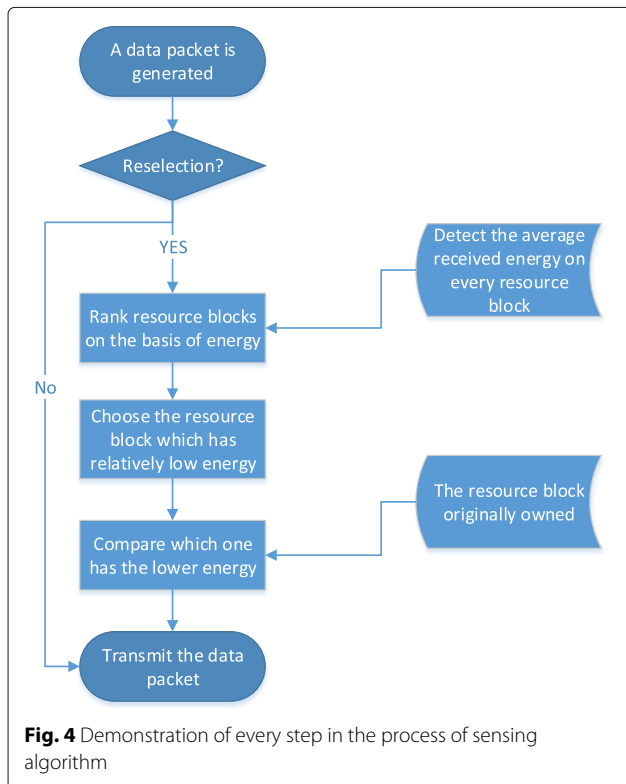 A data packet is
generated
Reselection?
YES
No
Detect the average
received energy on
every resource
block
Rank resource blocks
on the basis of energy
Choose the resource
block which has
relatively low energy
The resource block
originally owned
Compare which one
has the lower energy
Transmit the data
packet
Fig. 4 Demonstration of every step in the process of sensing
algorithm